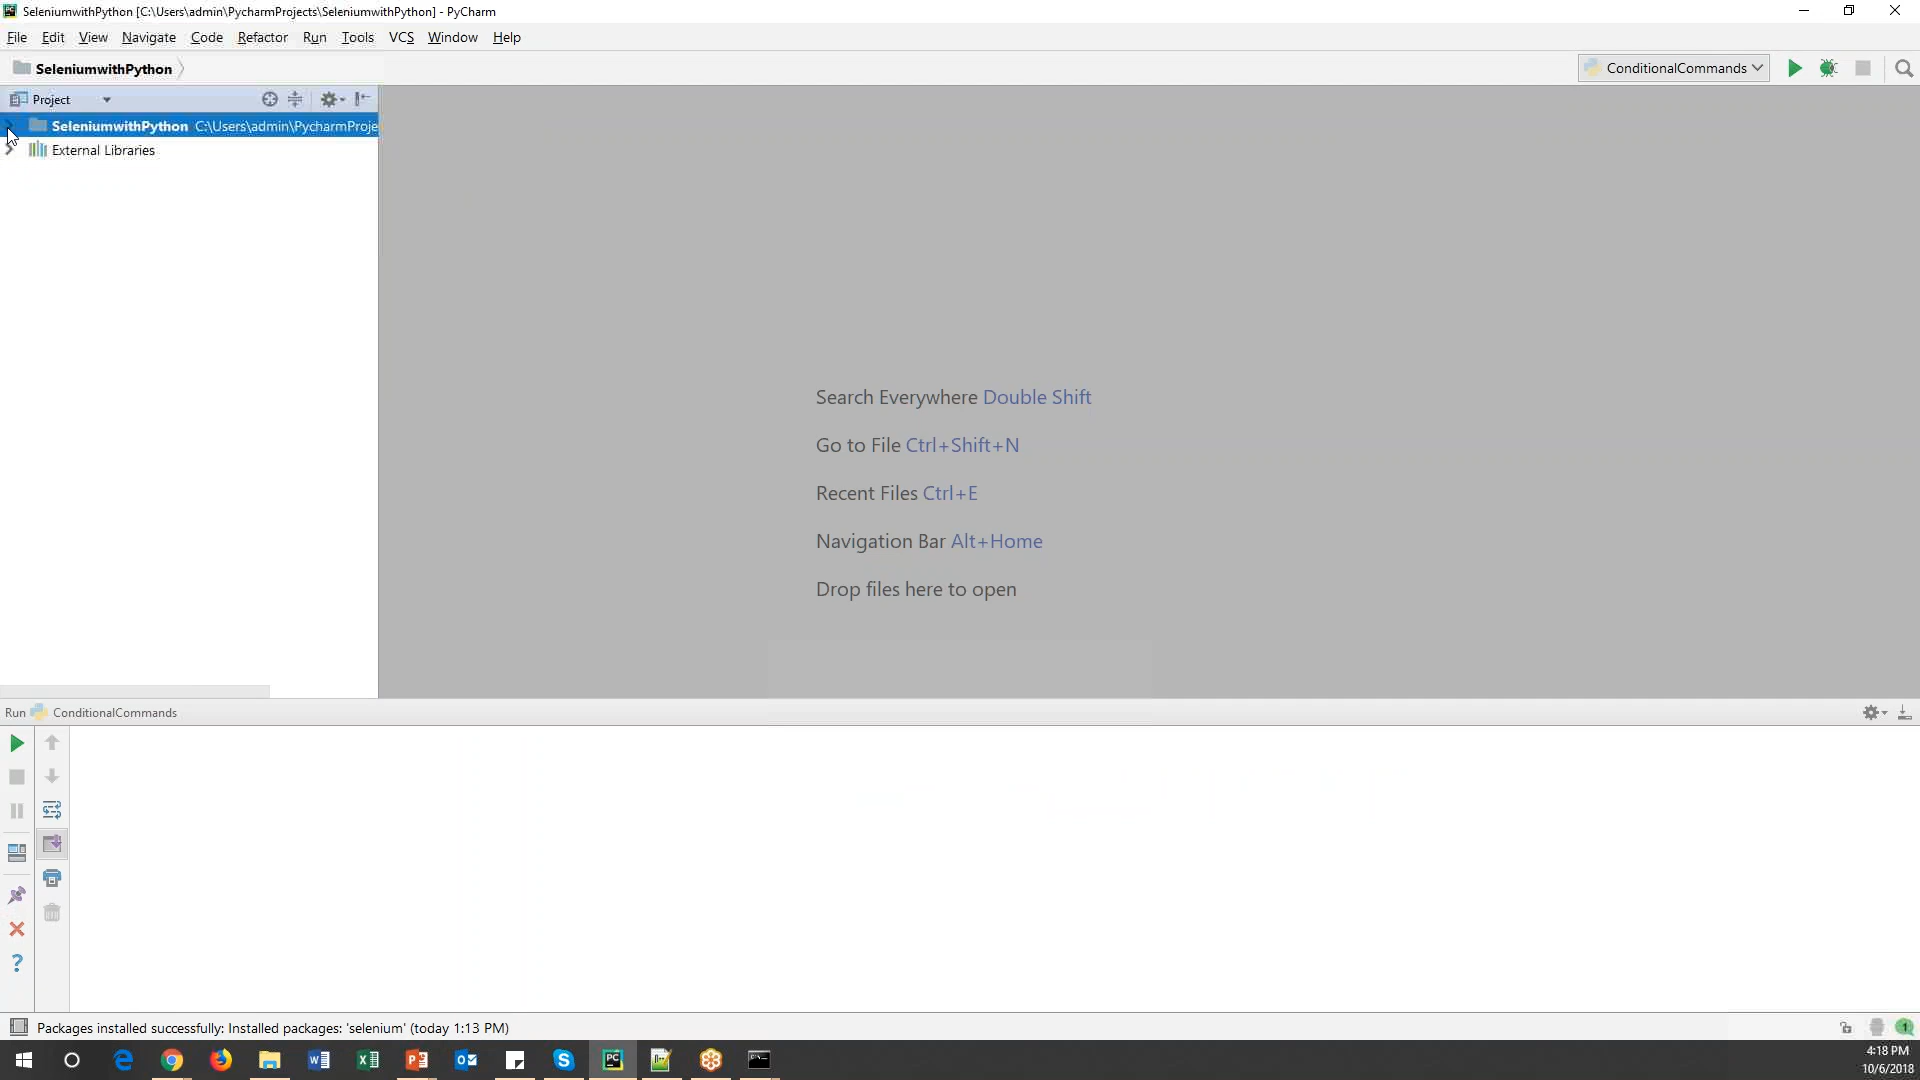 SeleniumwithPython [C:\Users\admin\PycharmProjects\SeleniumwithPython] - PyCharm
File Edit View Navigate Code Refactor Run Tools VCS Window Help
SeleniumwithPython
ConditionalCommands
Project
SeleniumwithPython C:\Users\admin\PycharmProje
External Libraries
Search Everywhere Double Shift
Go to File Ctrl+Shift+N
Recent Files Ctrl+E
Navigation Bar Alt+Home
Drop files here to open
Run ConditionalCommands
Packages installed successfully: Installed packages: 'selenium' (today 1:13 PM)
1
4:18 PM
10/6/2018